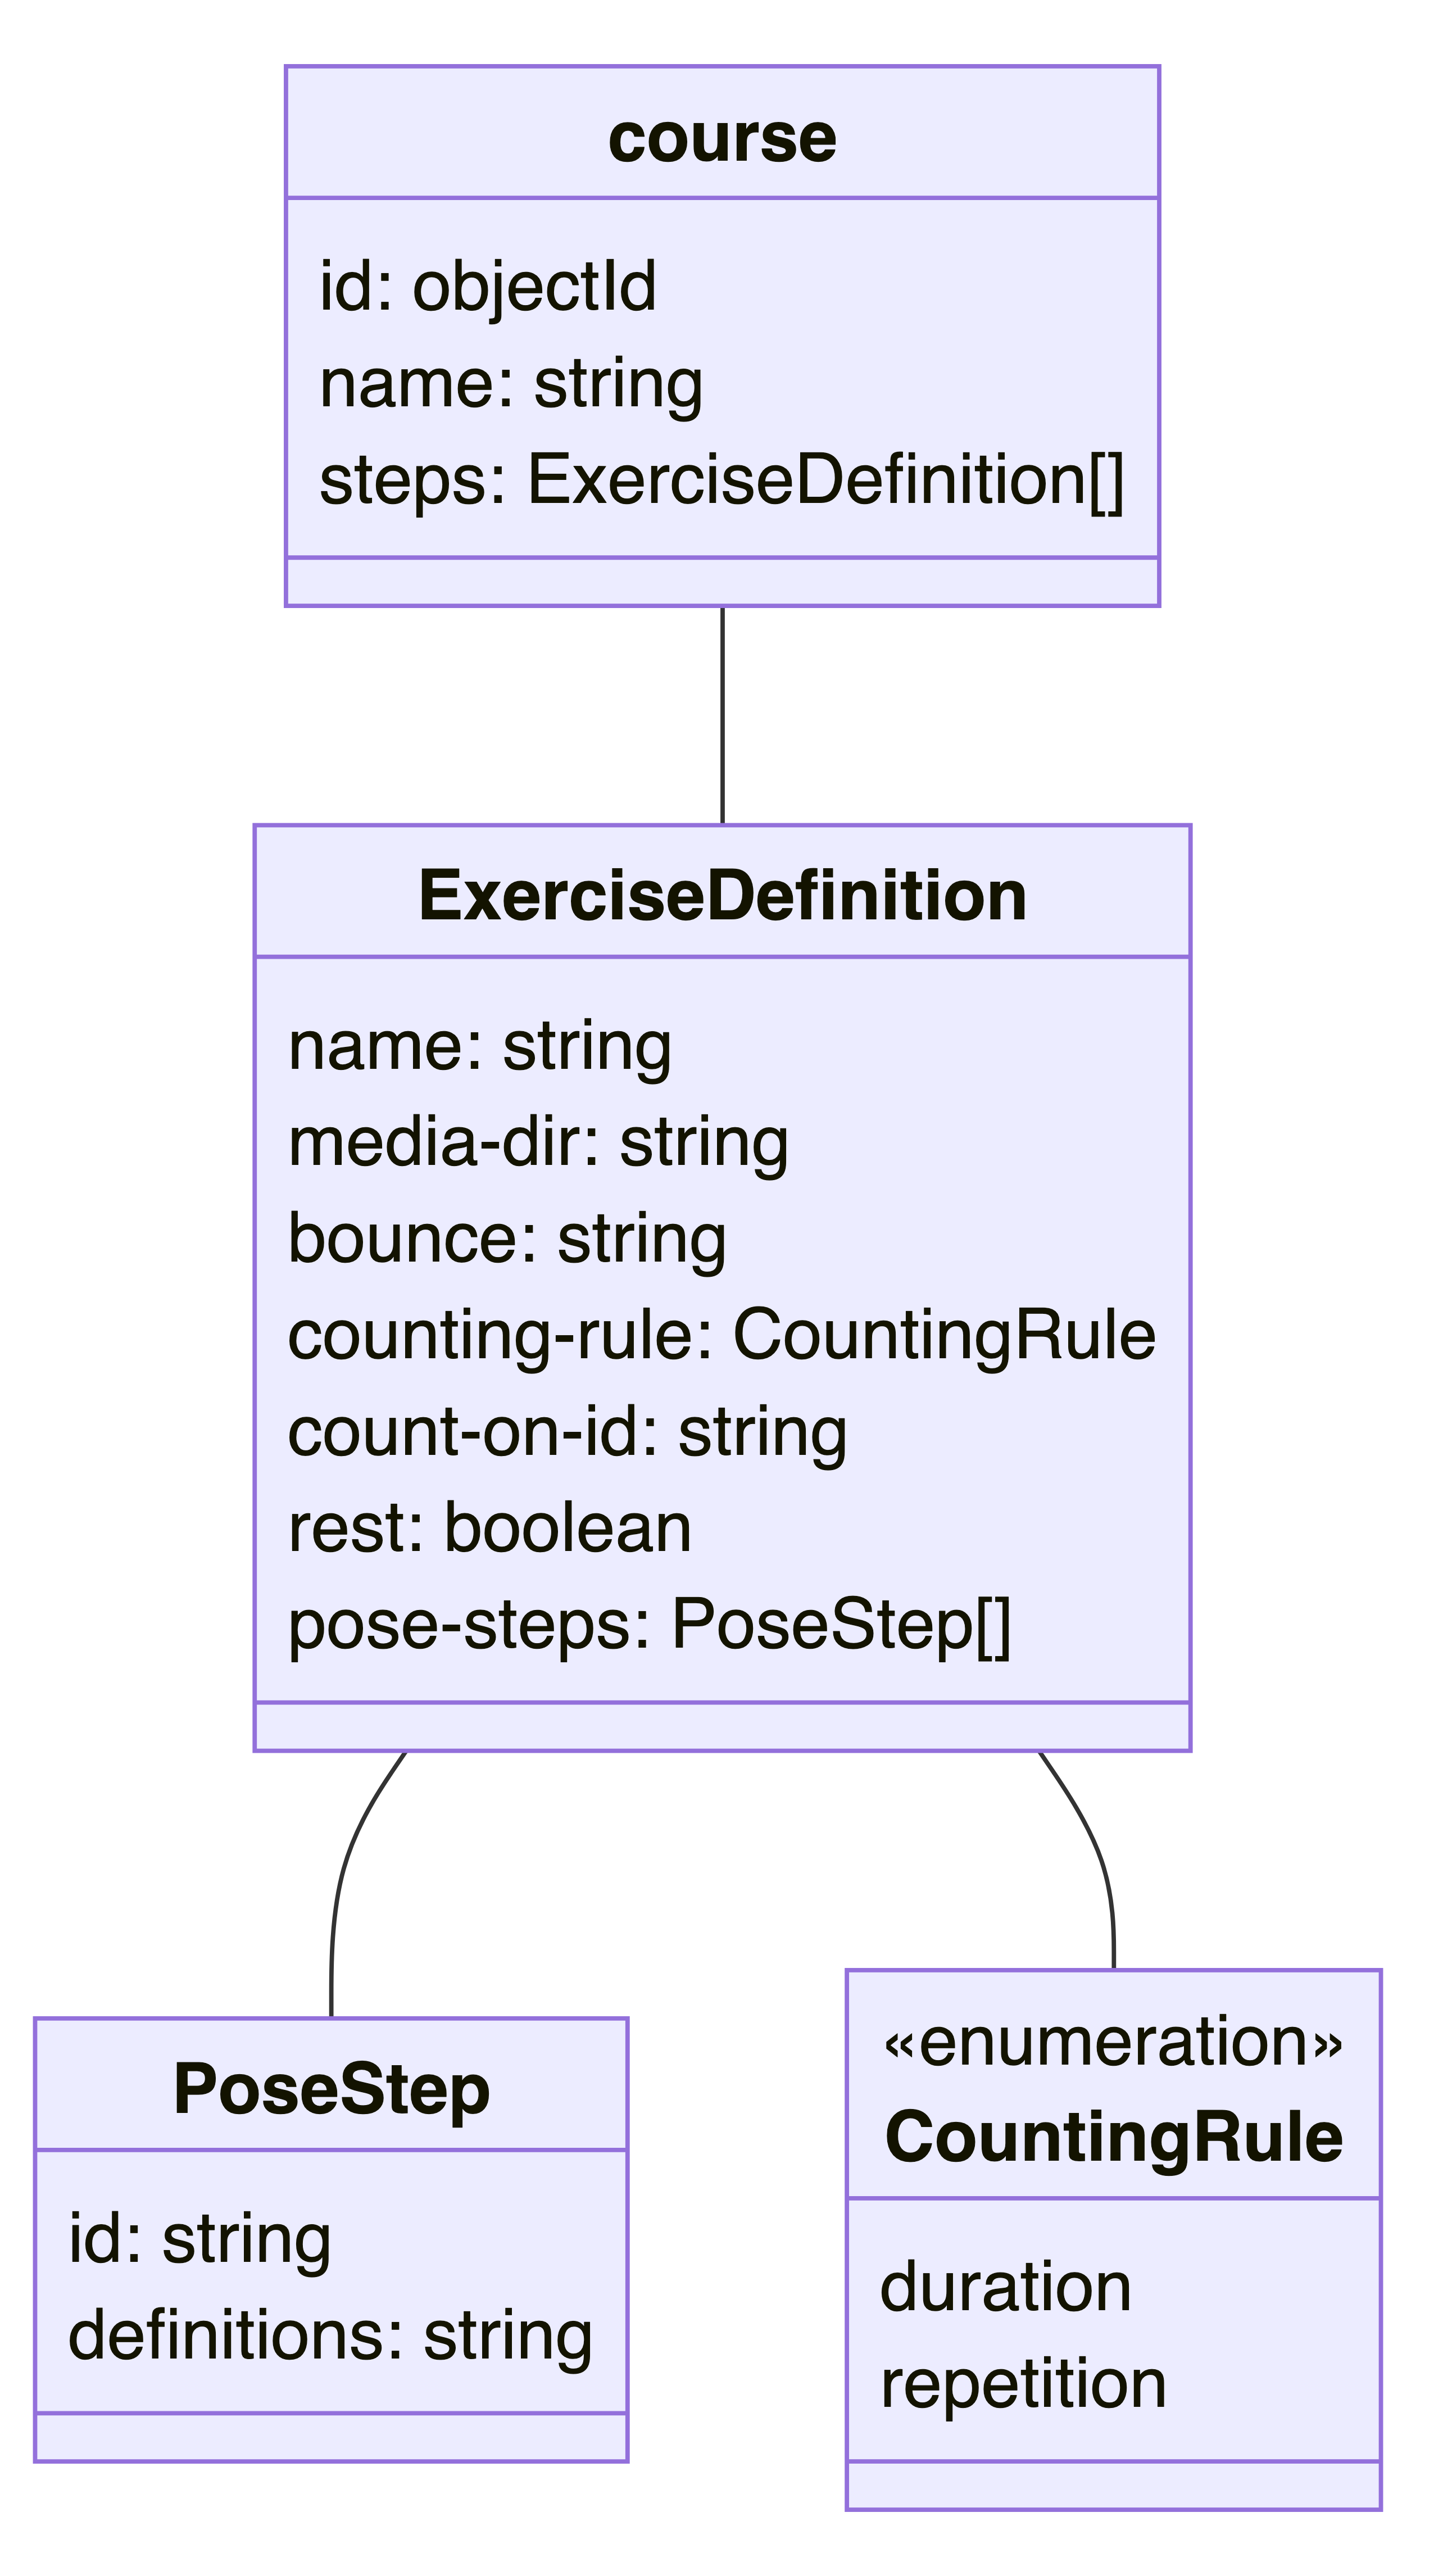 course
id: objectId
name: string
steps: ExerciseDefinition[]
ExerciseDefinition
name: string
media-dir: string
bounce: string
counting-rule: CountingRule
count-on-id: string
rest: boolean
pose-steps: PoseStep[]
PoseStep
id: string
definitions: string
«enumeration»
CountingRule
duration
repetition